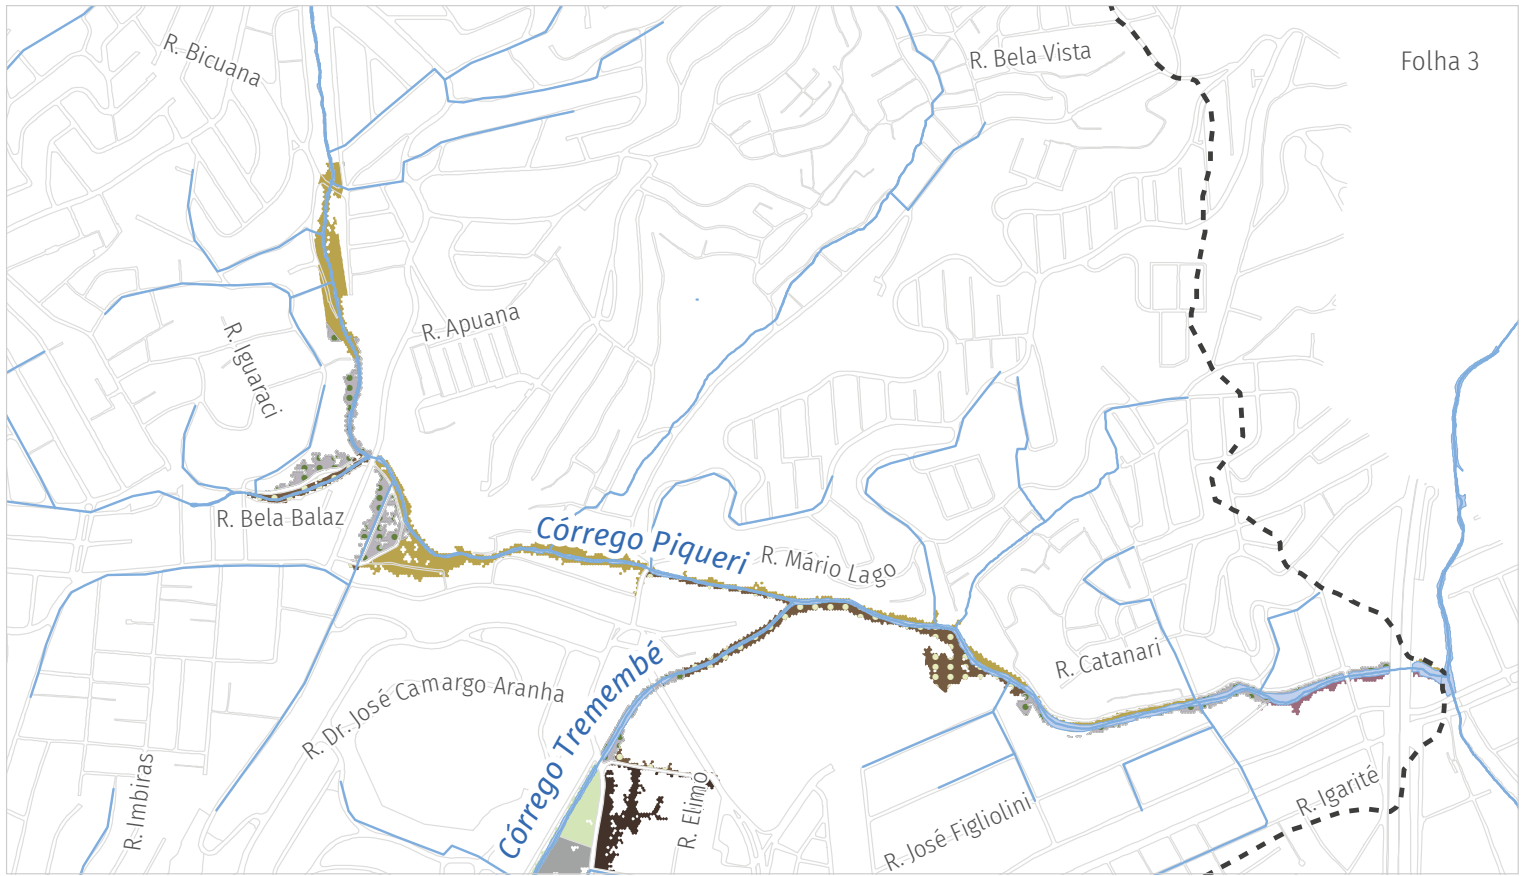 R. Bicuana
R. Bela Vista
Folha 3
R. Apuana
R. Iguaraci
R. Bela Balaz
Córrego Piqueri
R. Mário Lago
R. Catanari
Córrego Tremembé
R. Dr. José Camargo Aranha
R. Imbiras
R. Elimo
R. José Figliolini
R. Igarité